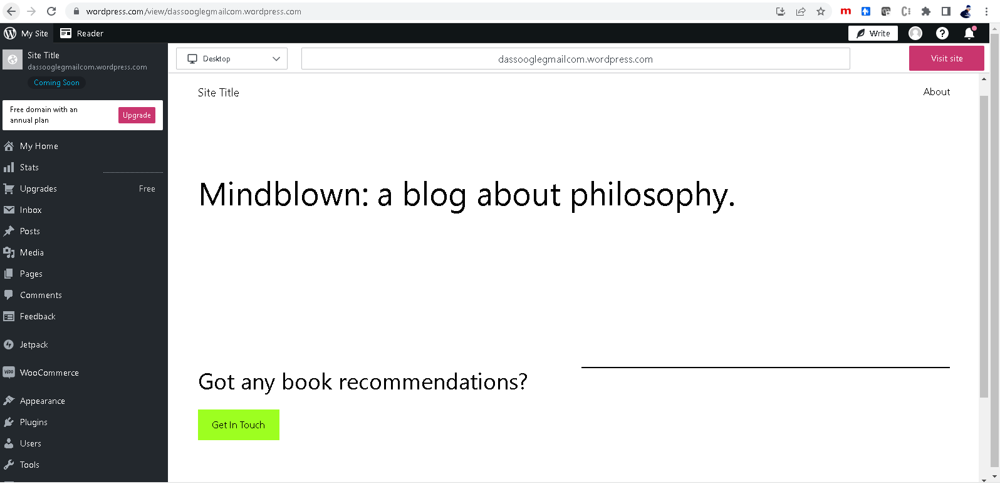 wordpress.com/view/dassooglegmailcom.wordpress.com
My Site
Reader
Write
Site Title
dassooglegmailcom.wordpress.com
Coming Soon
Free domain with an
annual plan
Upgrade
My Home
Stats
Upgrades
Free
Inbox
Posts
Media
Pages
Comments
Feedback
Jetpack
WooCommerce
Appearance
Plugins
Users
Tools
Desktop
dassooglegmailcom.wordpress.com
Visit site
Site Title
About
Mindblown: a blog about philosophy.
Got any book recommendations?
Get In Touch